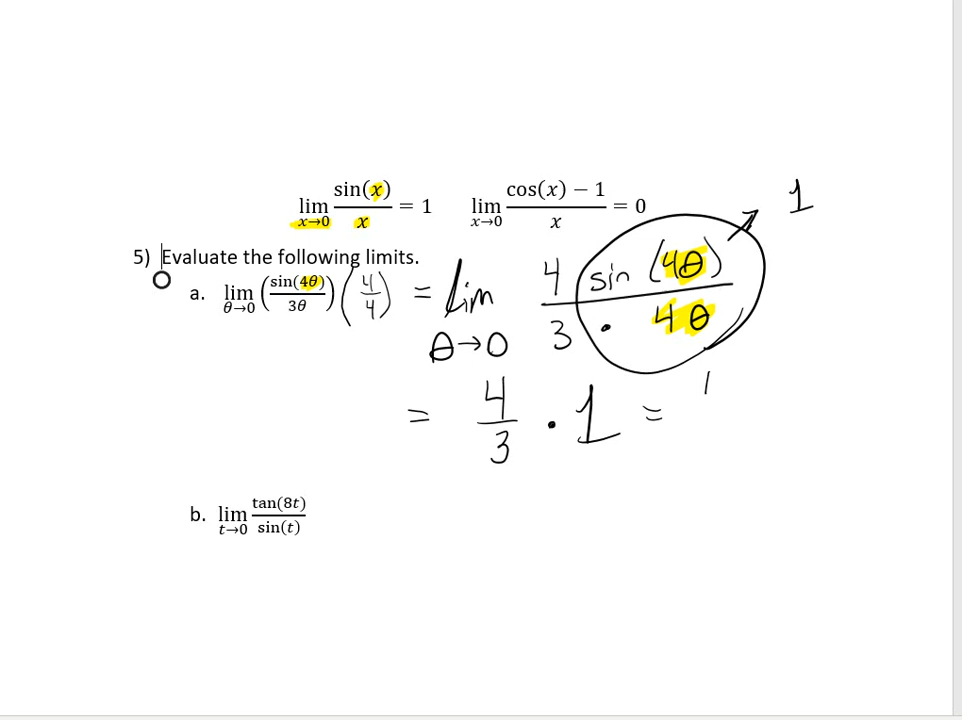 lim x→0 sin(x)/x = 1    lim x→0 (cos(x) − 1)/x = 0    1
5) Evaluate the following limits.
a. lim θ→0 (sin(4θ)/3θ) (4/4) = lim θ→0 4 sin (4θ) / 3 · 4θ
= 4/3 · 1 =
b. lim t→0 tan(8t)/sin(t)